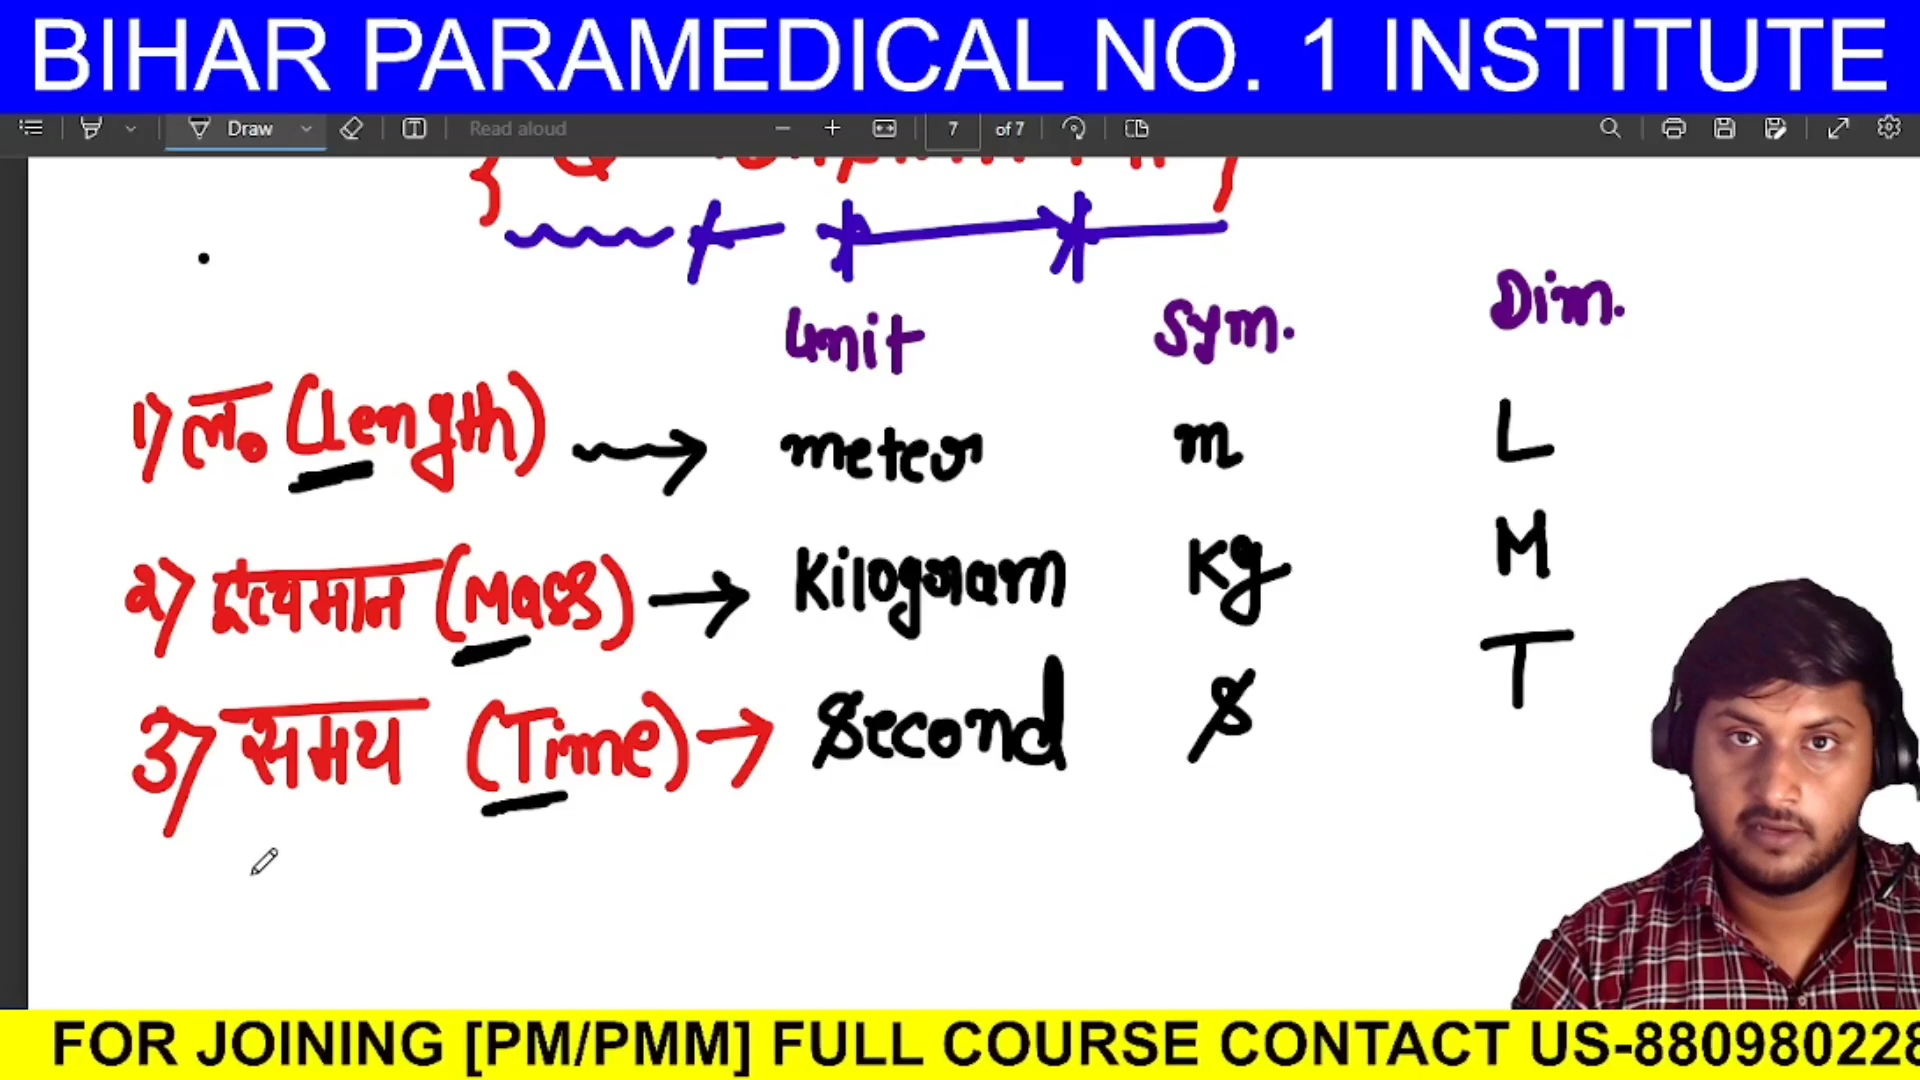 BIHAR PARAMEDICAL NO. 1 INSTITUTE
Draw Read aloud 7 of 7
Unit Sym. Dim.
1) ल० (Length) → meter m L
2) द्रव्यमान (Mass) → Kilogram Kg M
3) समय (Time) → Second S T
FOR JOINING [PM/PMM] FULL COURSE CONTACT US-880980228